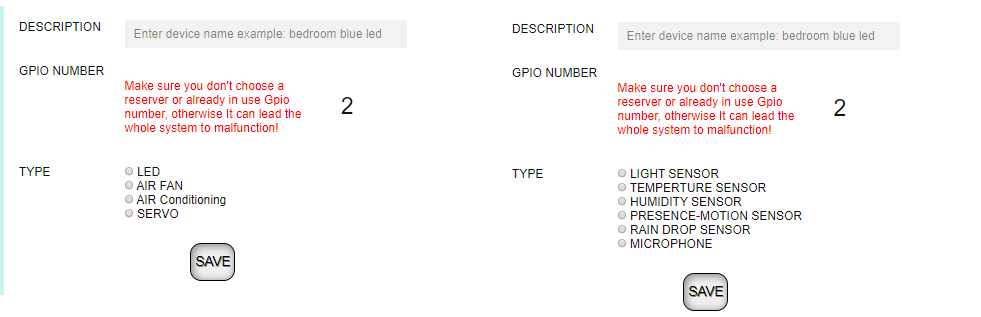 DESCRIPTION
Enter device name example: bedroom blue led
GPIO NUMBER
Make sure you don't choose a
reserver or already in use Gpio
number, otherwise It can lead the
whole system to malfunction!
2
TYPE
LED
AIR FAN
AIR Conditioning
SERVO
SAVE
DESCRIPTION
Enter device name example: bedroom blue led
GPIO NUMBER
Make sure you don't choose a
reserver or already in use Gpio
number, otherwise It can lead the
whole system to malfunction!
2
TYPE
LIGHT SENSOR
TEMPERTURE SENSOR
HUMIDITY SENSOR
PRESENCE-MOTION SENSOR
RAIN DROP SENSOR
MICROPHONE
SAVE